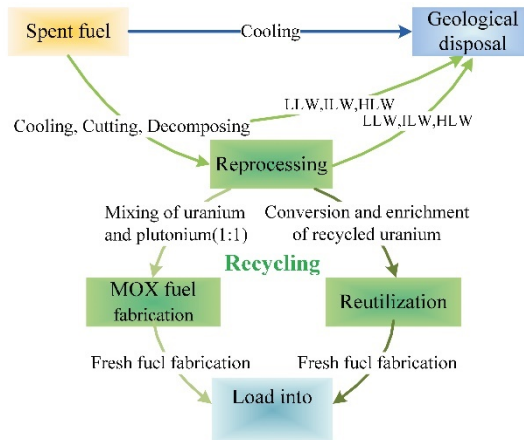 Spent fuel
Cooling
Geological
disposal
LLW,ILW,HLW
Cooling, Cutting, Decomposing
LLW,ILW,HLW
Reprocessing
Mixing of uranium
and plutonium(1:1)
Conversion and enrichment
of recycled uranium
Recycling
MOX fuel
fabrication
Reutilization
Fresh fucl fabrication
Fresh fucl fabrication
Load into